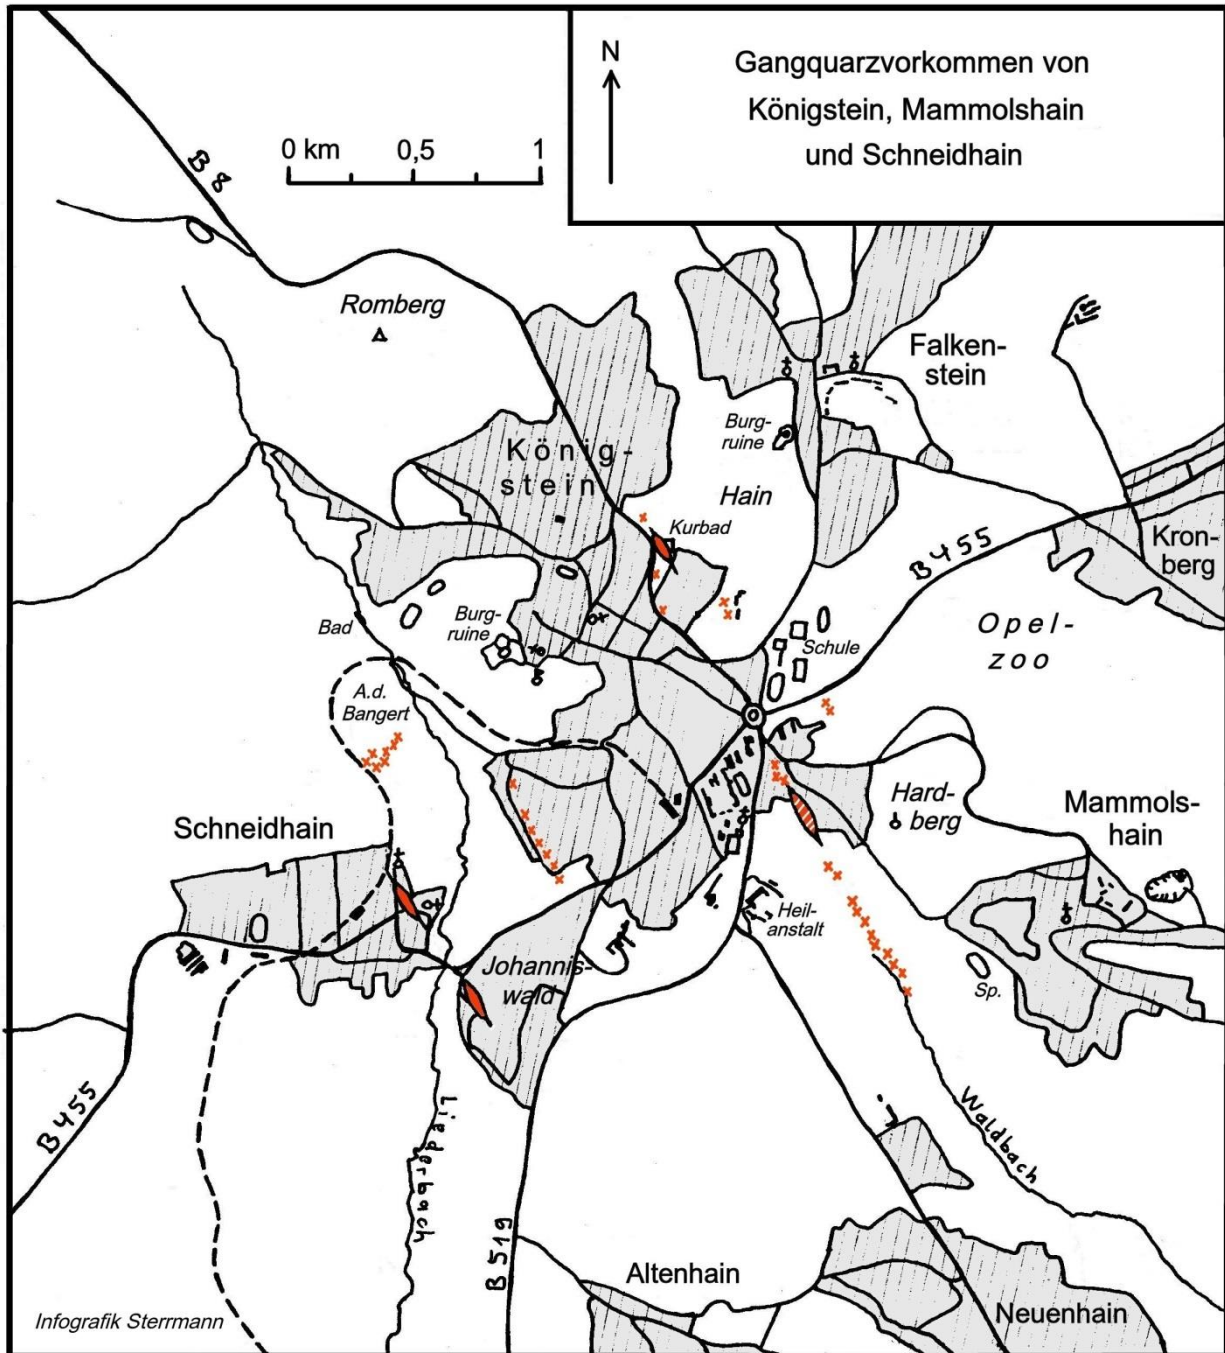 N
Gangquarzvorkommen von
Königstein, Mammolshain
und Schneidhain
0 km 0,5 1
B 8
Romberg
Falken-
stein
Burg-
ruine
König-
stein
Hain
Kurbad
B 455
Kron-
berg
Opel-
zoo
Bad
Burg-
ruine
Schule
A.d.
Bangert
Hard-
berg
Mammols-
hain
Schneidhain
Heil-
anstalt
Johannis-
wald
Sp.
B 455
Liederbach
Waldbach
B 519
Altenhain
Neuenhain
Infografik Sterrmann